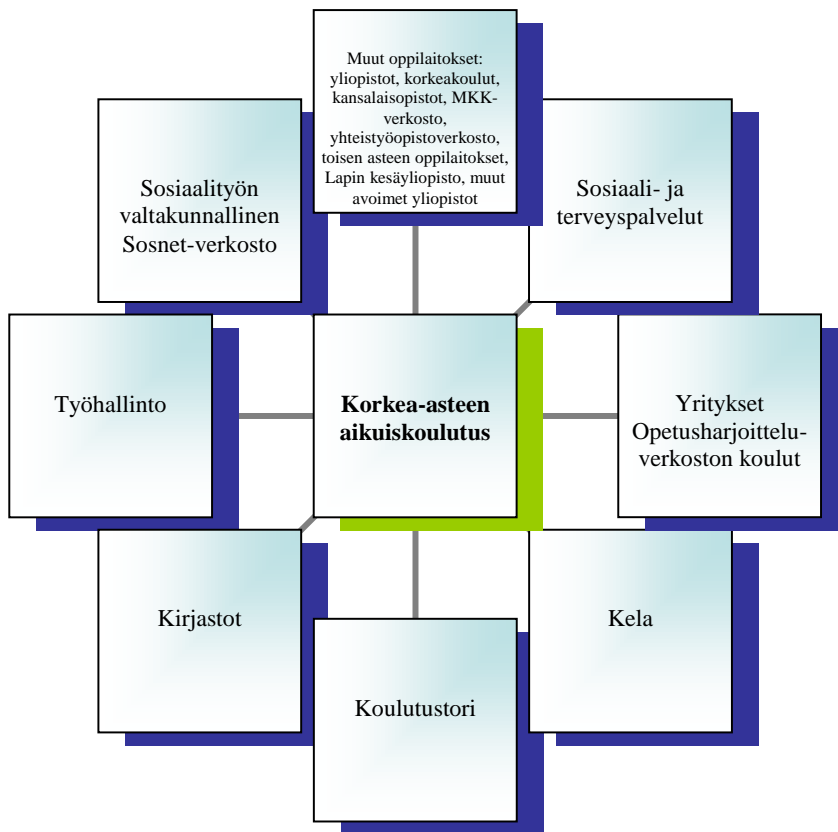 Muut oppilaitokset:
yliopistot, korkeakoulut,
kansalaisopistot, MKK-
verkosto,
yhteistyöopistoverkosto,
toisen asteen oppilaitokset,
Lapin kesäyliopisto, muut
avoimet yliopistot
Sosiaalityön
valtakunnallinen
Sosnet-verkosto
Sosiaali- ja
terveyspalvelut
Työhallinto
Korkea-asteen
aikuiskoulutus
Yritykset
Opetusharjoittelu-
verkoston koulut
Kirjastot
Koulutustori
Kela